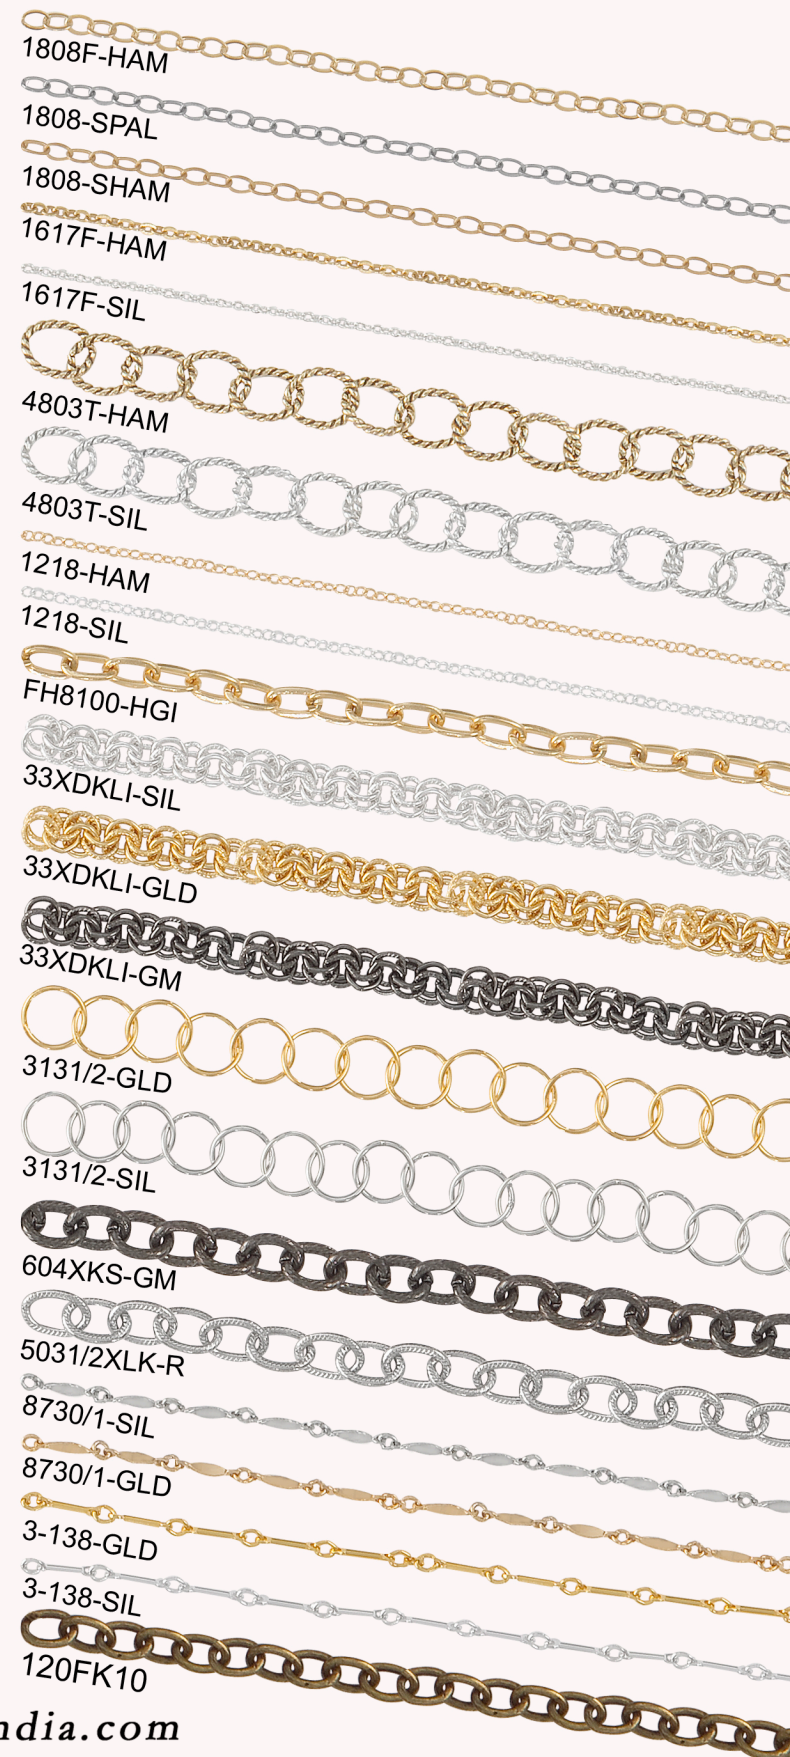 1808F-HAM
1808-SPAL
1808-SHAM
1617F-HAM
1617F-SIL
4803T-HAM
4803T-SIL
1218-HAM
1218-SIL
FH8100-HGI
33XDKLI-SIL
33XDKLI-GLD
33XDKLI-GM
3131/2-GLD
3131/2-SIL
604XKS-GM
5031/2XLK-R
8730/1-SIL
8730/1-GLD
3-138-GLD
3-138-SIL
120FK10
ndia.com